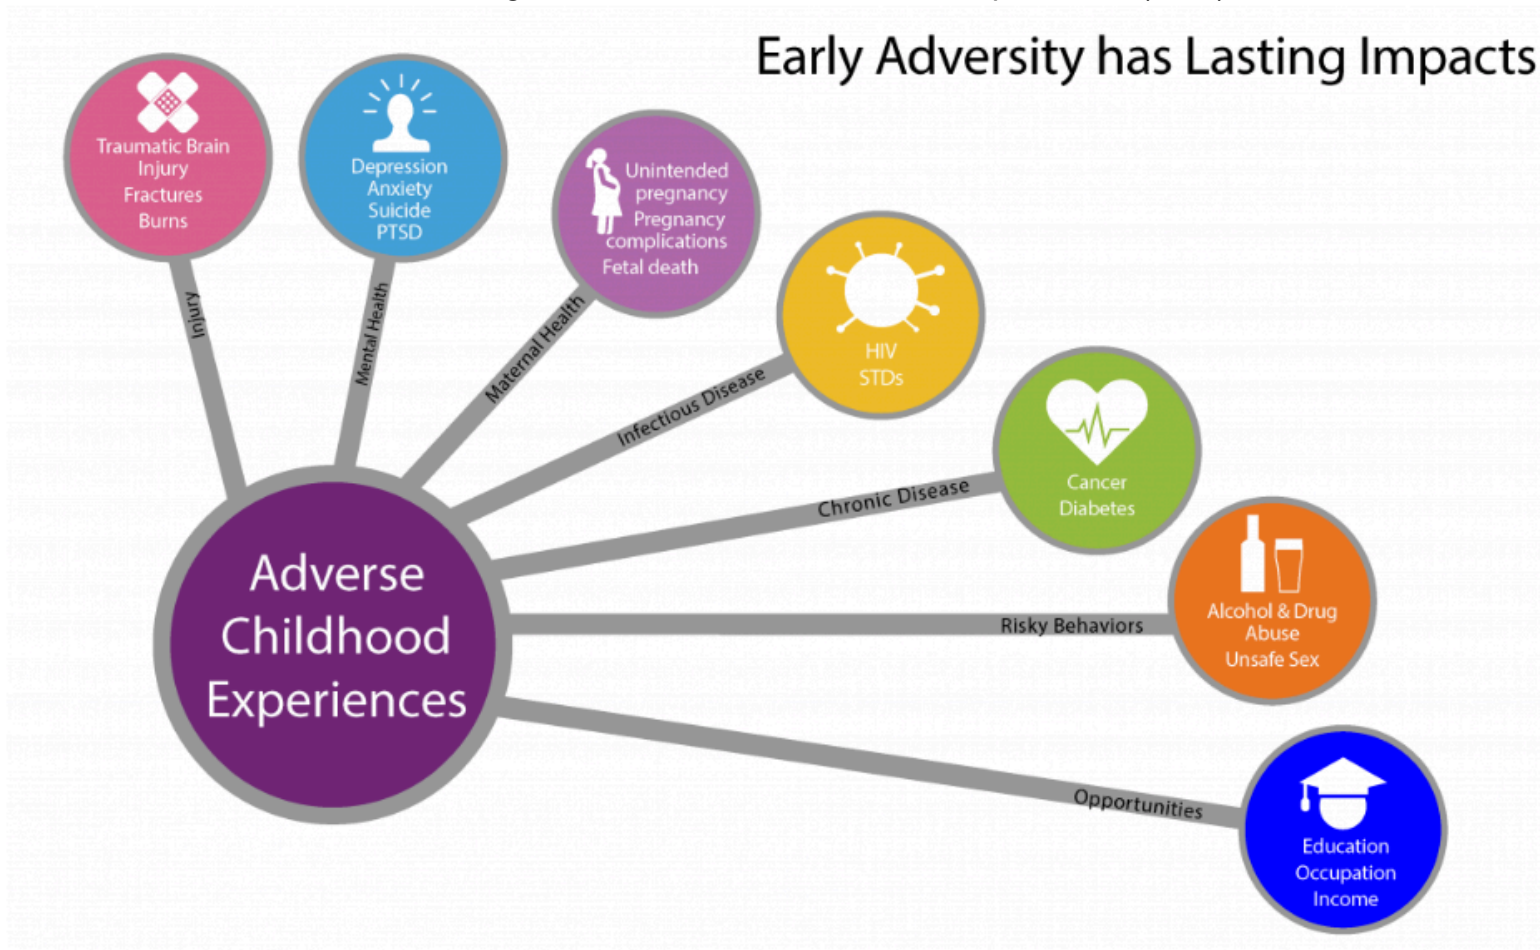 Early Adversity has Lasting Impacts
Traumatic Brain
Injury
Fractures
Burns
Injury
Depression
Anxiety
Suicide
PTSD
Mental Health
Unintended
pregnancy
Pregnancy
complications
Fetal death
Maternal Health
HIV
STDs
Infectious Disease
Cancer
Diabetes
Chronic Disease
Alcohol & Drug
Abuse
Unsafe Sex
Risky Behaviors
Education
Occupation
Income
Opportunities
Adverse
Childhood
Experiences